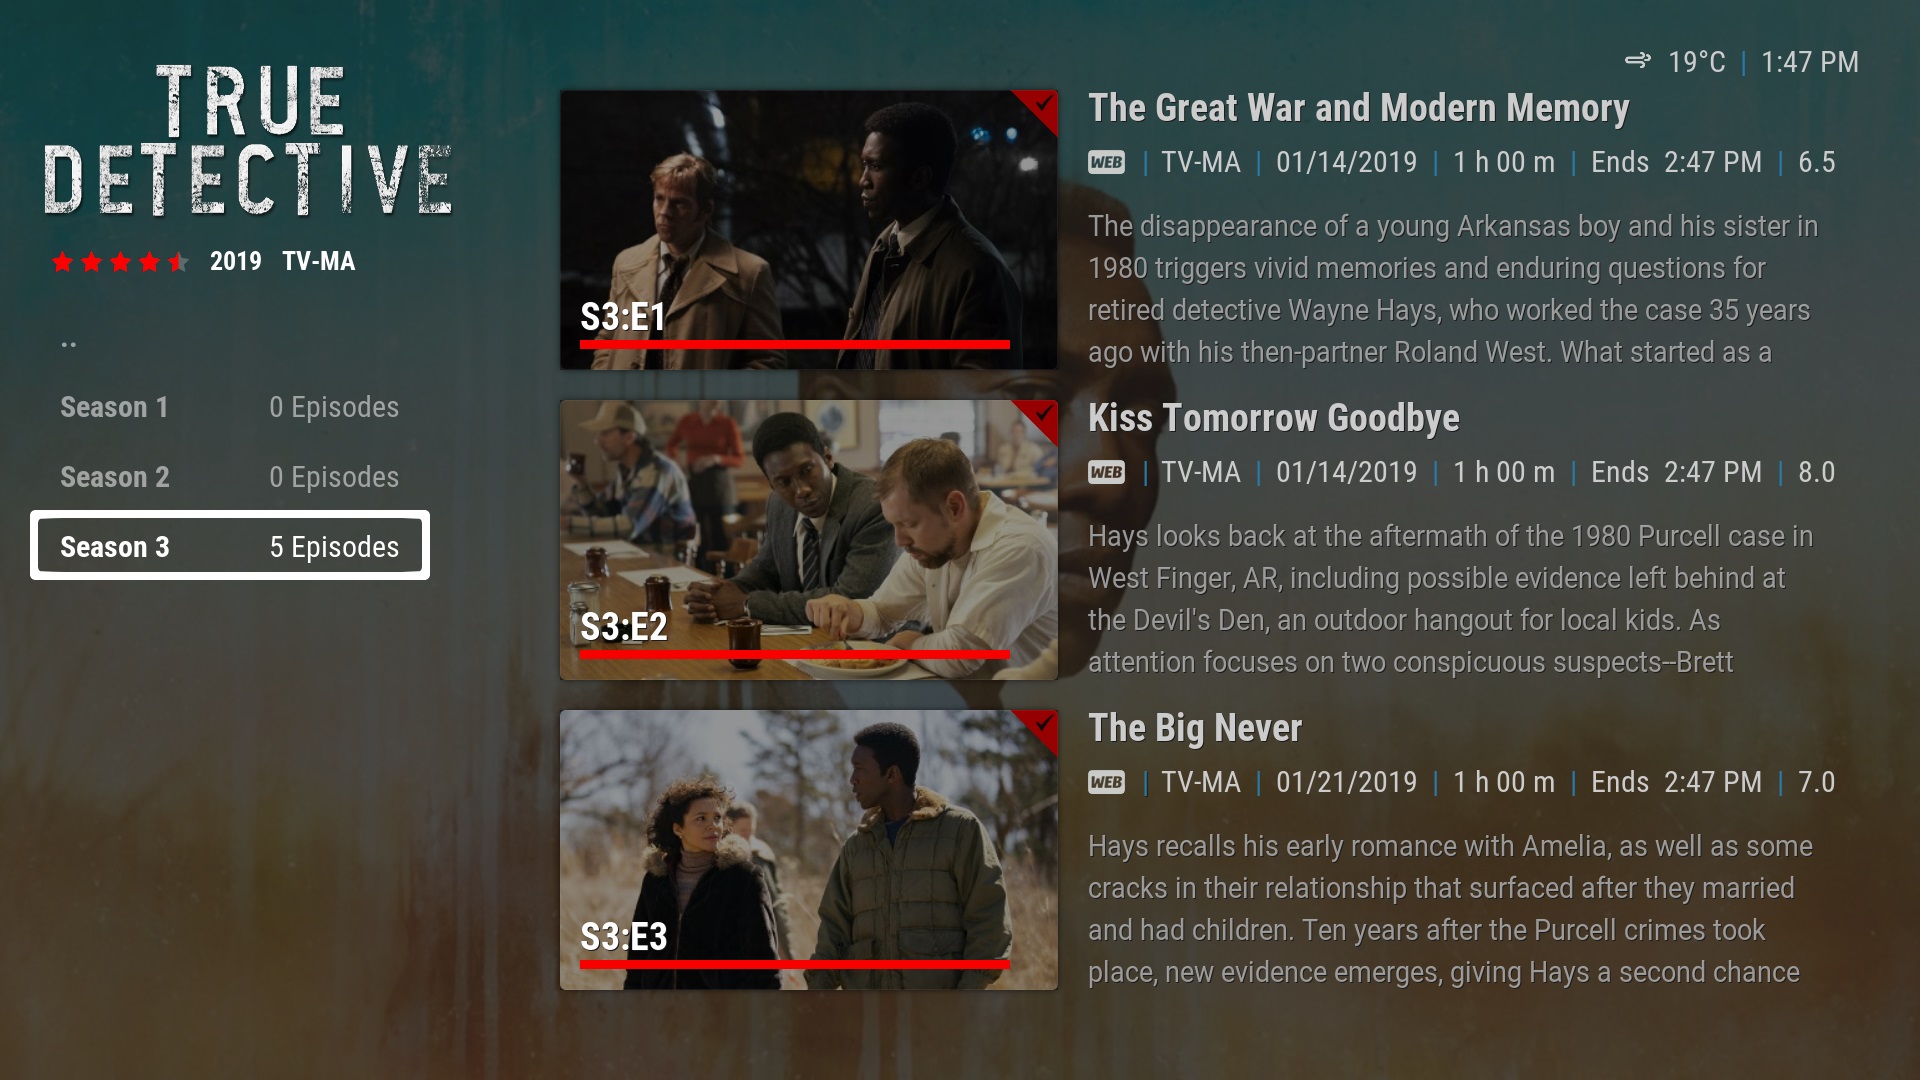 TRUE
DETECTIVE
2019 TV-MA
..
Season 1 0 Episodes
Season 2 0 Episodes
Season 3 5 Episodes
19°C | 1:47 PM
S3:E1
The Great War and Modern Memory
WEB | TV-MA | 01/14/2019 | 1 h 00 m | Ends 2:47 PM | 6.5
The disappearance of a young Arkansas boy and his sister in
1980 triggers vivid memories and enduring questions for
retired detective Wayne Hays, who worked the case 35 years
ago with his then-partner Roland West. What started as a
S3:E2
Kiss Tomorrow Goodbye
WEB | TV-MA | 01/14/2019 | 1 h 00 m | Ends 2:47 PM | 8.0
Hays looks back at the aftermath of the 1980 Purcell case in
West Finger, AR, including possible evidence left behind at
the Devil's Den, an outdoor hangout for local kids. As
attention focuses on two conspicuous suspects--Brett
S3:E3
The Big Never
WEB | TV-MA | 01/21/2019 | 1 h 00 m | Ends 2:47 PM | 7.0
Hays recalls his early romance with Amelia, as well as some
cracks in their relationship that surfaced after they married
and had children. Ten years after the Purcell crimes took
place, new evidence emerges, giving Hays a second chance